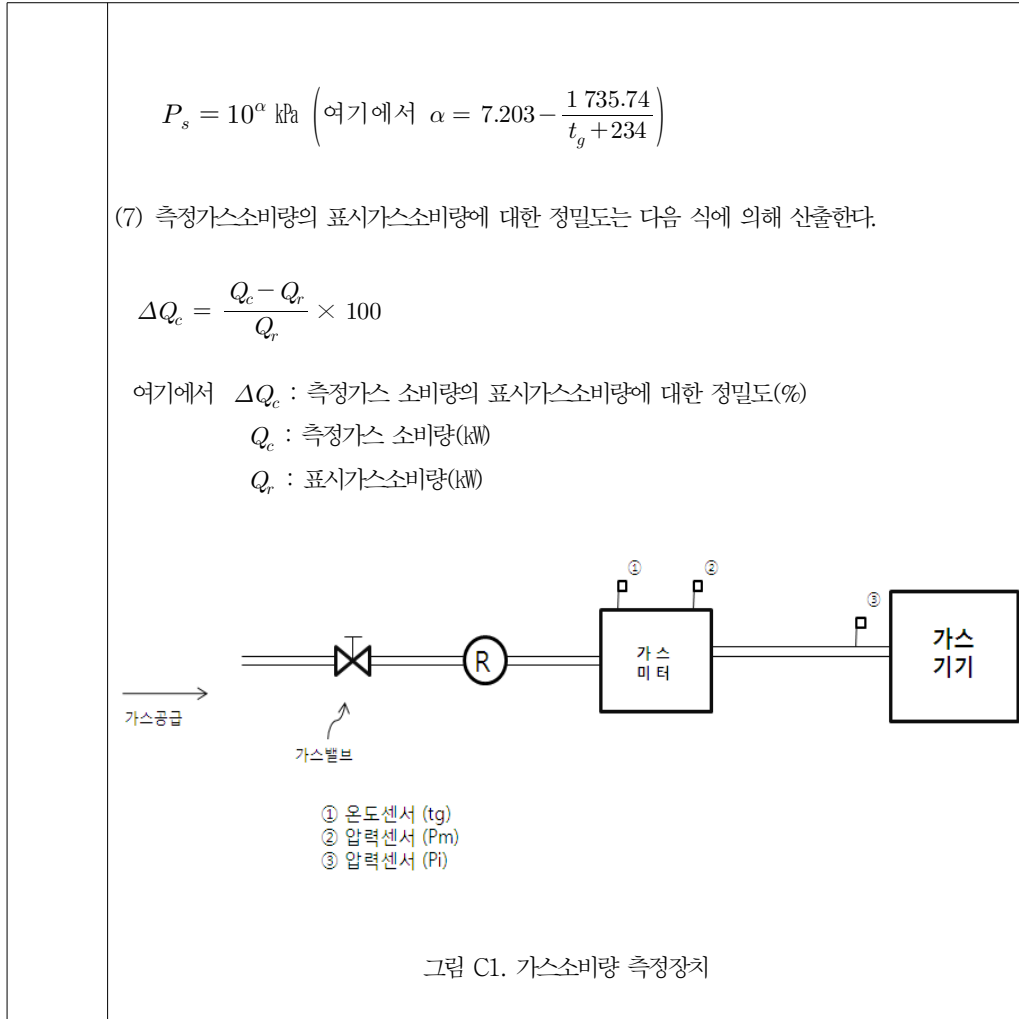 P_s = 10^α kPa (여기에서 α = 7.203 − 1 735.74 / (t_g + 234))
(7) 측정가스소비량의 표시가스소비량에 대한 정밀도는 다음 식에 의해 산출한다.
ΔQ_c = (Q_c − Q_r) / Q_r × 100
여기에서 ΔQ_c : 측정가스 소비량의 표시가스소비량에 대한 정밀도(%)
Q_c : 측정가스 소비량(kW)
Q_r : 표시가스소비량(kW)
① ②
③
R
가 스
미 터
가스
기기
가스공급
가스밸브
① 온도센서 (tg)
② 압력센서 (Pm)
③ 압력센서 (Pi)
그림 C1. 가스소비량 측정장치